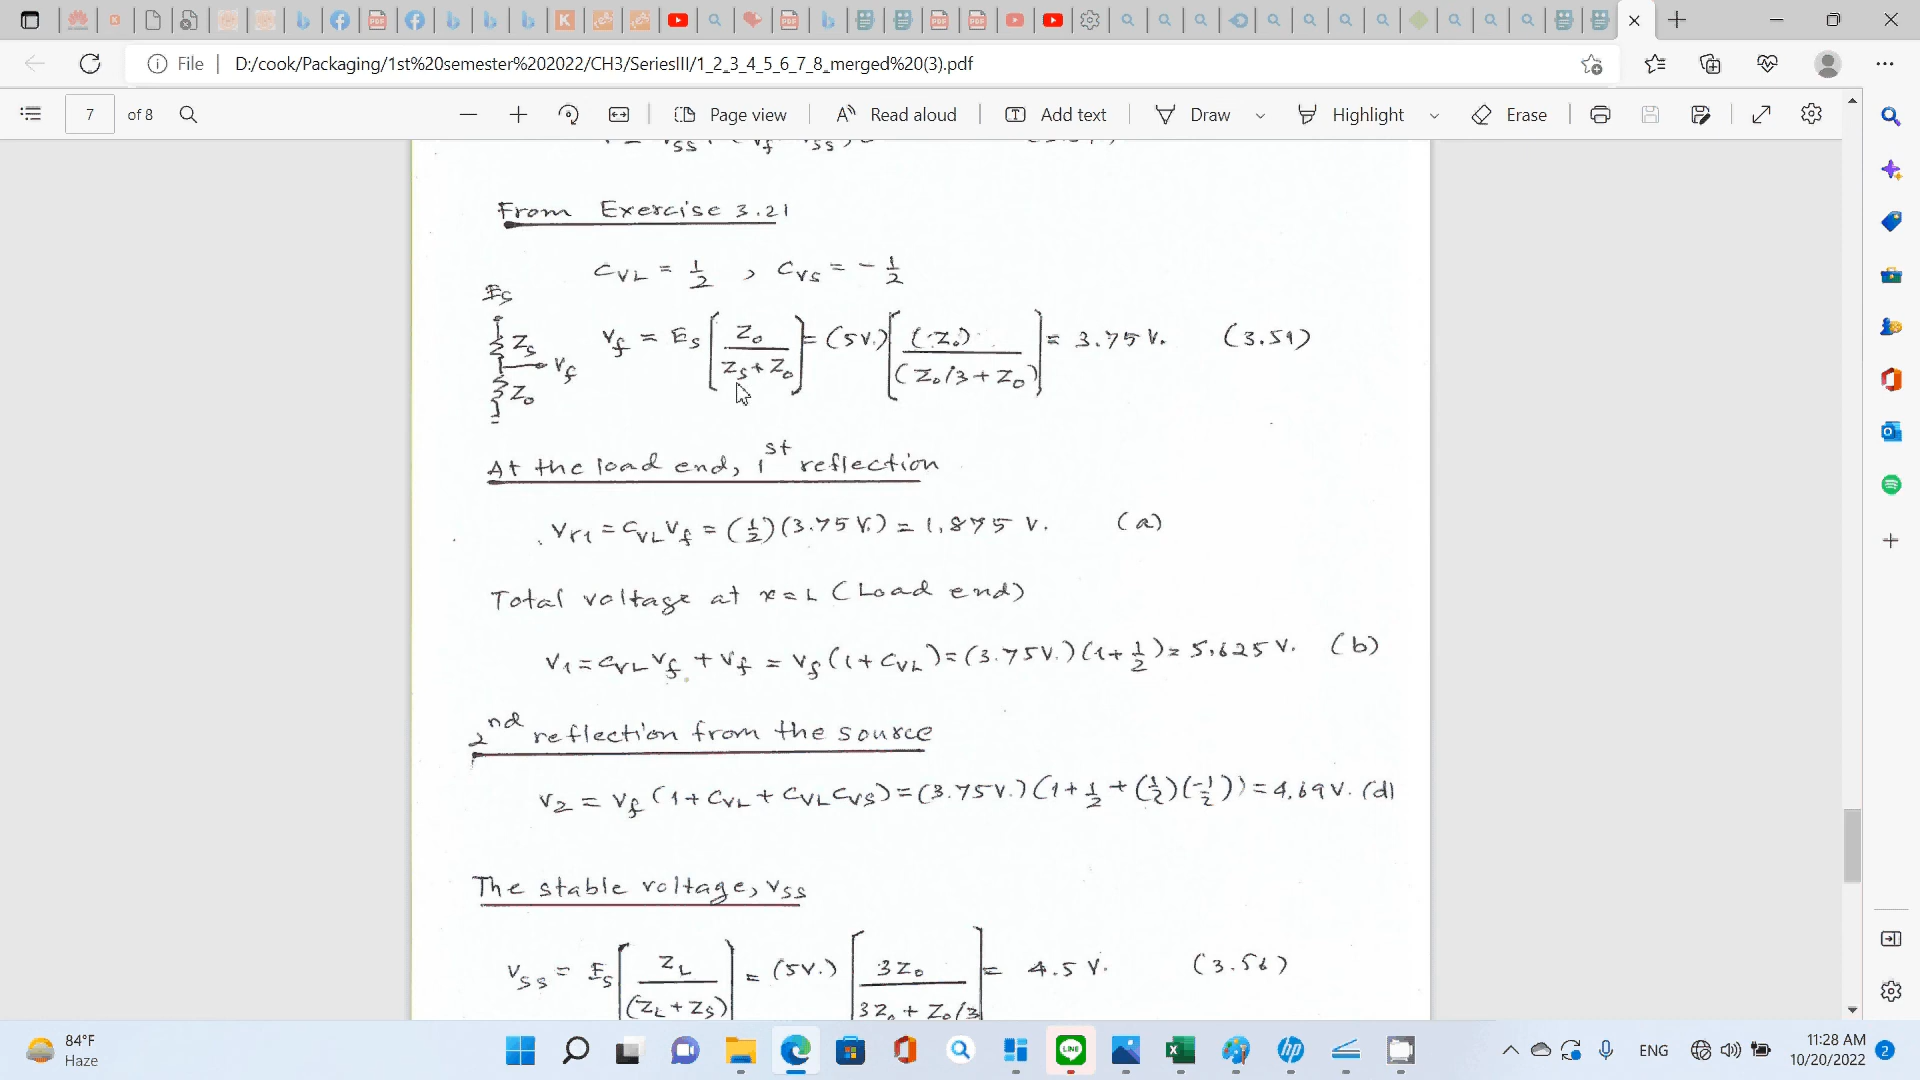 File D:/cook/Packaging/1st%20semester%202022/CH3/SeriesIII/1_2_3_4_5_6_7_8_merged%20(3).pdf
7 of 8 Page view Read aloud Add text Draw Highlight Erase
From Exercise 3.21
CVL = 1/2 , CVS = - 1/2
Es
Zs
Vf
Zo
Vf = Es [Zo / (Zs + Zo)] = (5V.) [(Zo) / (Zo/3 + Zo)] = 3.75 V. (3.59)
At the load end, 1st reflection
Vr1 = CVL Vf = (1/2)(3.75 V.) = 1.875 V. (a)
Total voltage at x = L (Load end)
V1 = CVL Vf + Vf = Vf (1 + CVL) = (3.75V.)(1 + 1/2) = 5.625 V. (b)
2nd reflection from the source
V2 = Vf (1 + CVL + CVL CVS) = (3.75V.)(1 + 1/2 + (1/2)(-1/2)) = 4.69 V. (d)
The stable voltage, Vss
Vss = Es [ZL / (ZL + Zs)] = (5V.) [3Zo / (3Zo + Zo/3)] = 4.5 V. (3.56)
84°F
Haze
LINE
hp
ENG
11:28 AM
10/20/2022
2